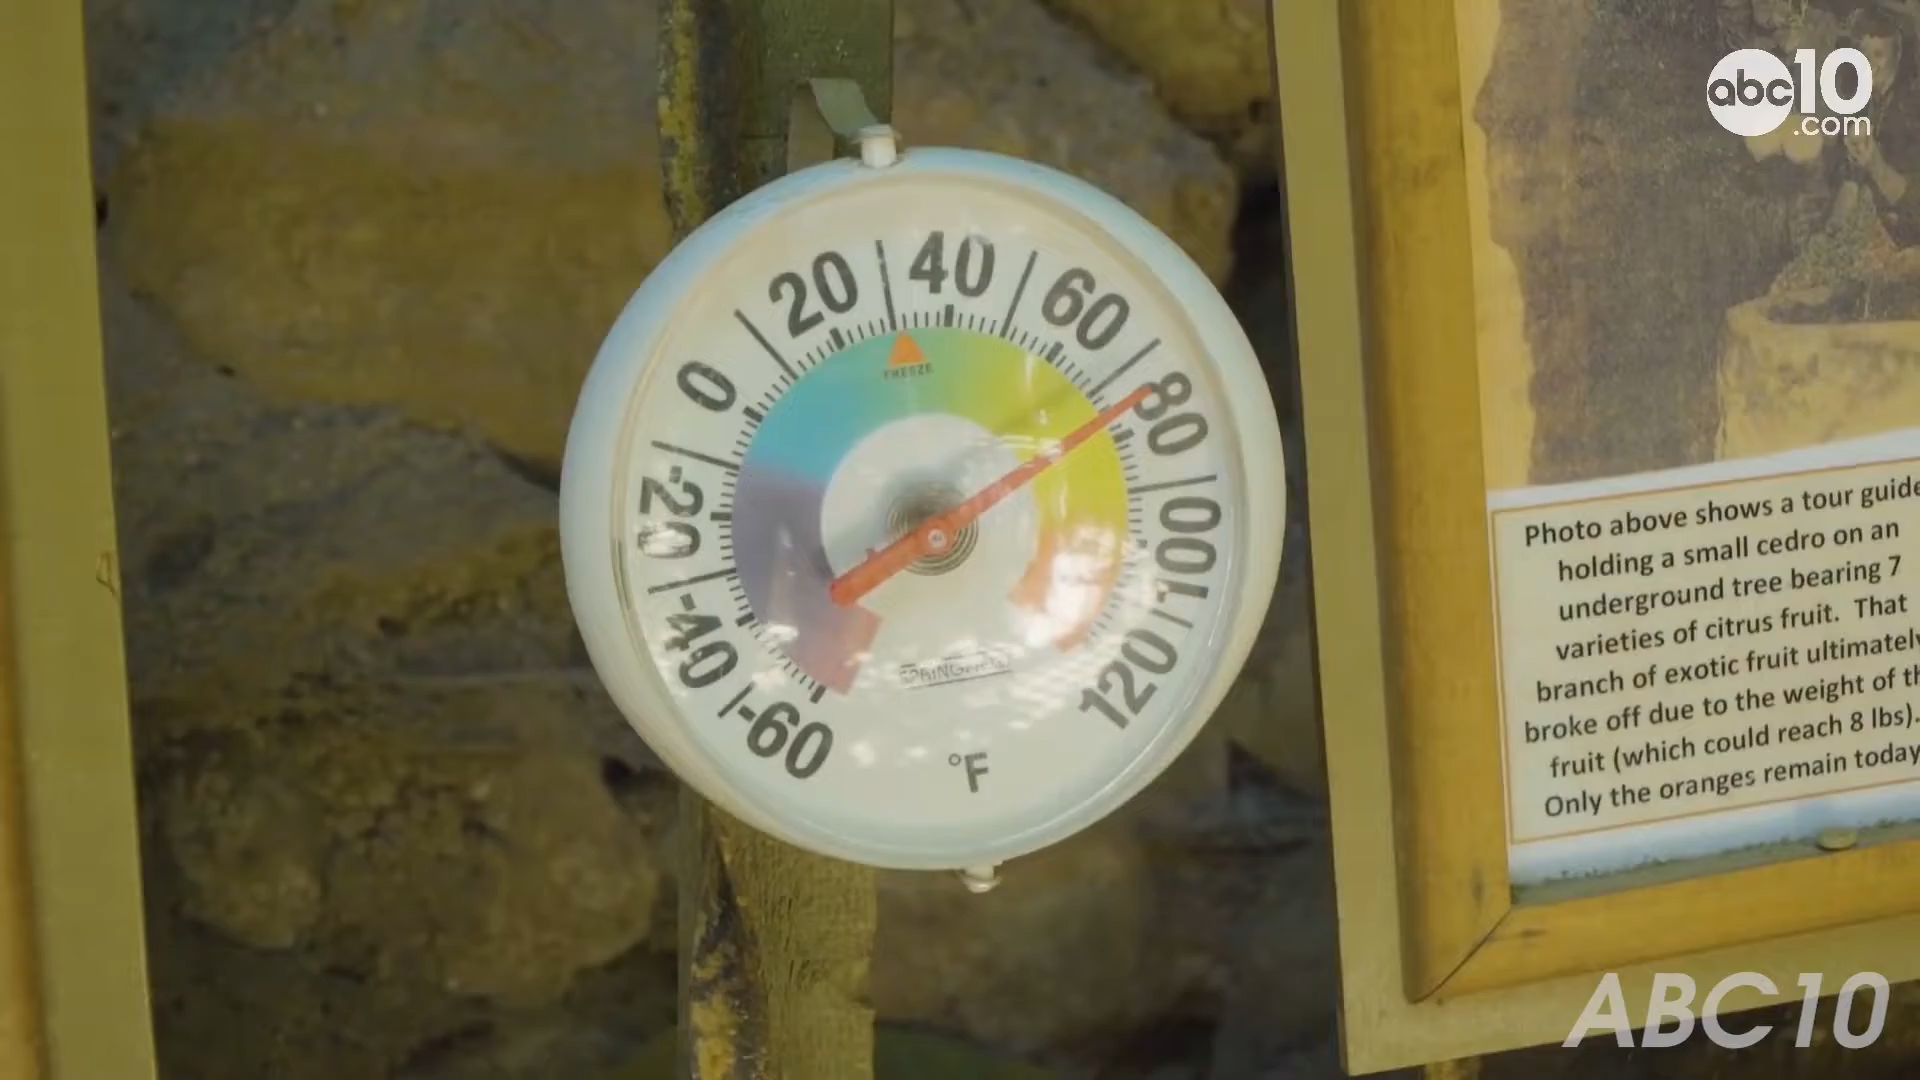 abc10
.com
-60
-40
-20
0
20
40
60
80
100
120
FREEZE
SPRINGFIELD
°F
Photo above shows a tour guide
holding a small cedro on an
underground tree bearing 7
varieties of citrus fruit. That
branch of exotic fruit ultimately
broke off due to the weight of
fruit (which could reach 8 lbs).
Only the oranges remain today
ABC10